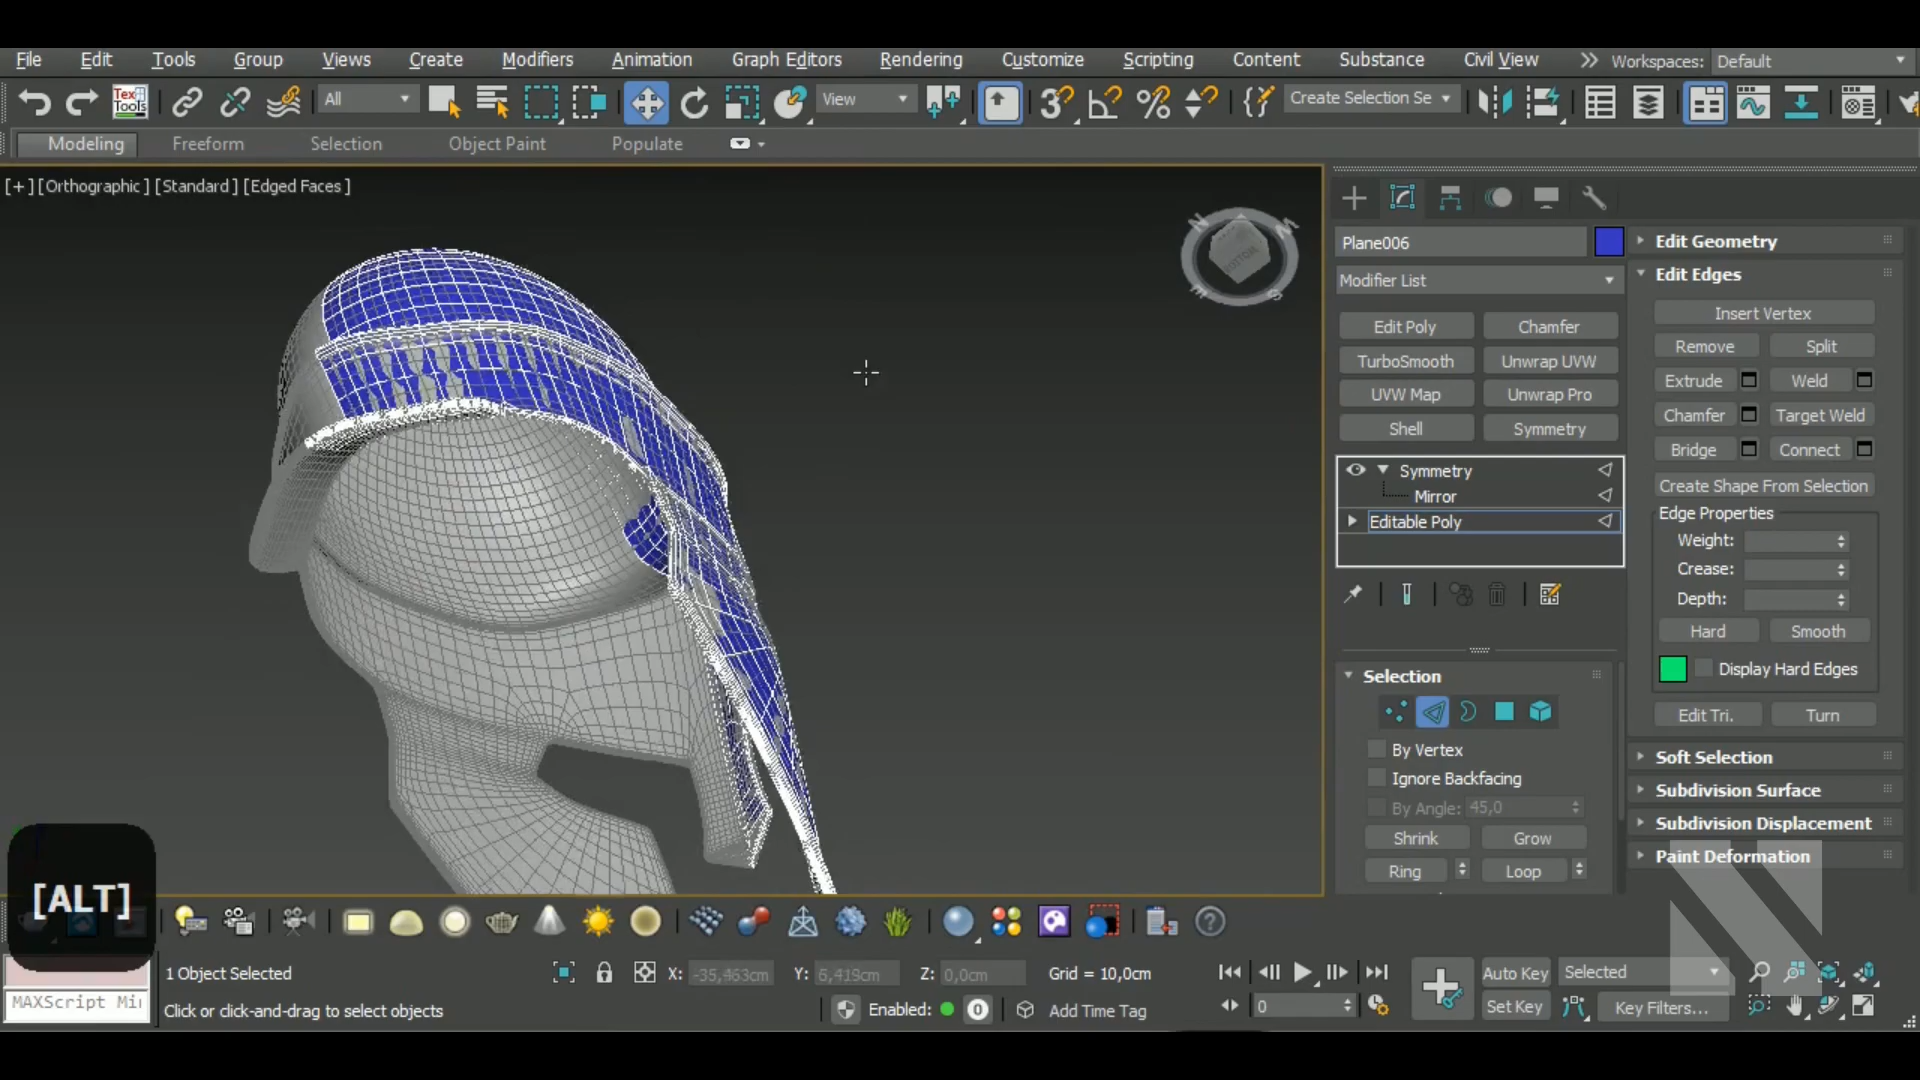 File Edit Tools Group Views Create Modifiers Animation Graph Editors Rendering Customize Scripting Content Substance Civil View Workspaces: Default
Tex Tools All View Create Selection Se
Modeling Freeform Selection Object Paint Populate
[+] [Orthographic] [Standard] [Edged Faces]
Plane006
Modifier List
Edit Poly Chamfer
TurboSmooth Unwrap UVW
UVW Map Unwrap Pro
Shell Symmetry
Symmetry
Mirror
Editable Poly
Selection
By Vertex
Ignore Backfacing
By Angle: 45,0
Shrink Grow
Ring Loop
Edit Geometry
Edit Edges
Insert Vertex
Remove Split
Extrude Weld
Chamfer Target Weld
Bridge Connect
Create Shape From Selection
Edge Properties
Weight:
Crease:
Depth:
Hard Smooth
Display Hard Edges
Edit Tri. Turn
Soft Selection
Subdivision Surface
Subdivision Displacement
Paint Deformation
[ALT]
1 Object Selected X: -35,463cm Y: 6,419cm Z: 0,0cm Grid = 10,0cm Auto Key Selected
MAXScript Mi Click or click-and-drag to select objects Enabled: 0 Add Time Tag 0 Set Key Key Filters...